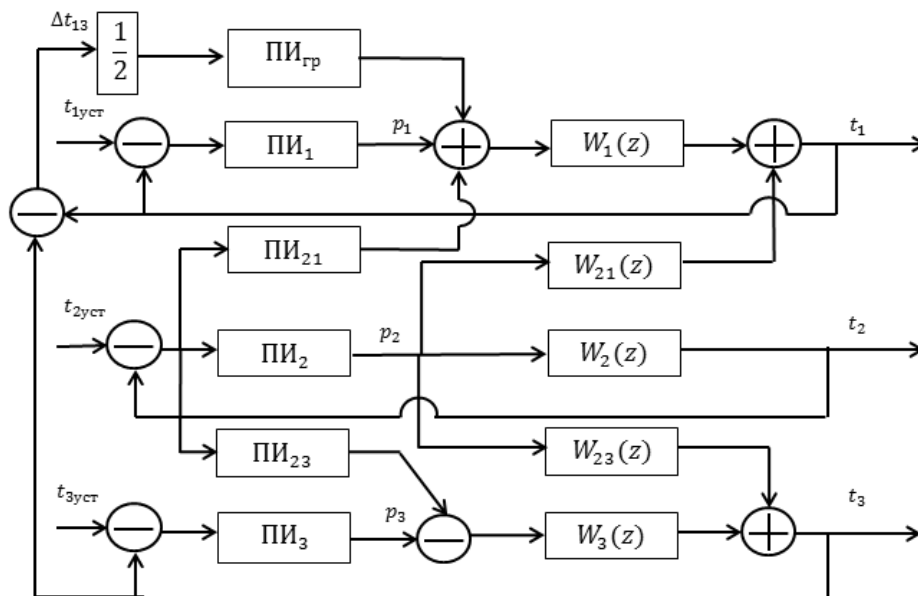 Δt₁₃
1/2
ПИгр
t₁уст
ПИ₁
p₁
W₁(z)
t₁
ПИ₂₁
W₂₁(z)
t₂уст
ПИ₂
p₂
W₂(z)
t₂
ПИ₂₃
W₂₃(z)
t₃уст
ПИ₃
p₃
W₃(z)
t₃